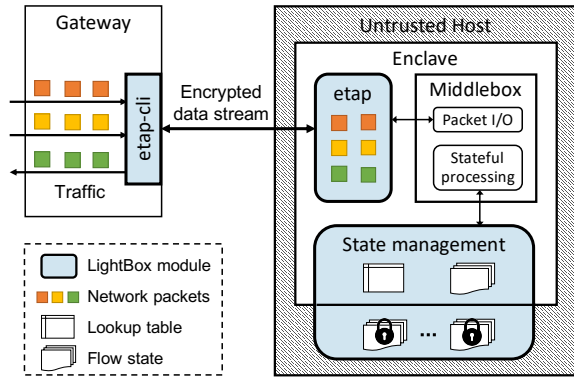 Gateway
etap-cli
Traffic
Encrypted
data stream
Untrusted Host
Enclave
etap
Middlebox
Packet I/O
Stateful
processing
State management
...
LightBox module
Network packets
Lookup table
Flow state